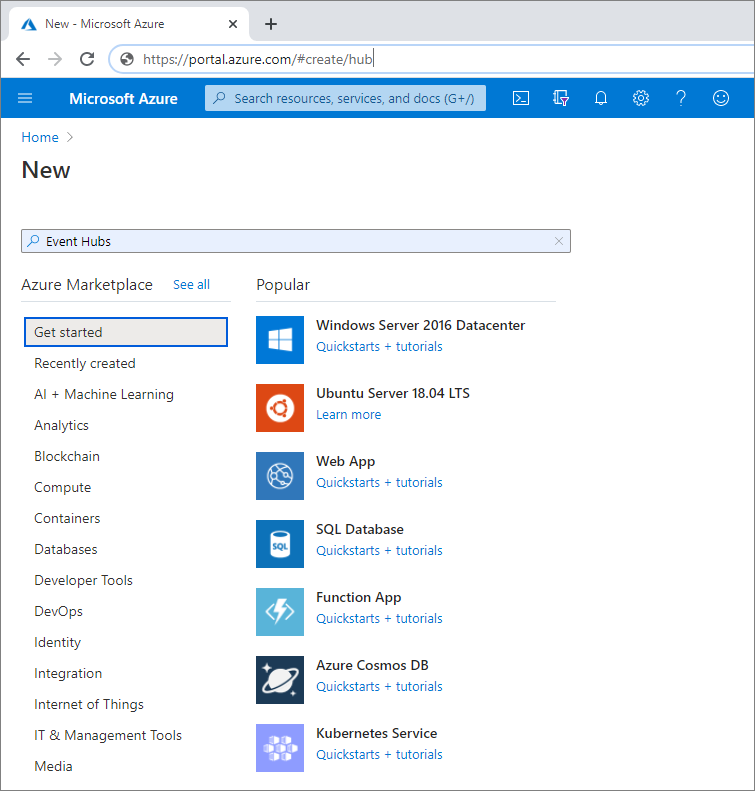 New - Microsoft Azure
https://portal.azure.com/#create/hub
Microsoft Azure
Search resources, services, and docs (G+/)
Home
New
Event Hubs
Azure Marketplace See all
Get started
Recently created
AI + Machine Learning
Analytics
Blockchain
Compute
Containers
Databases
Developer Tools
DevOps
Identity
Integration
Internet of Things
IT & Management Tools
Media
Popular
Windows Server 2016 Datacenter
Quickstarts + tutorials
Ubuntu Server 18.04 LTS
Learn more
Web App
Quickstarts + tutorials
SQL
SQL Database
Quickstarts + tutorials
Function App
Quickstarts + tutorials
Azure Cosmos DB
Quickstarts + tutorials
Kubernetes Service
Quickstarts + tutorials